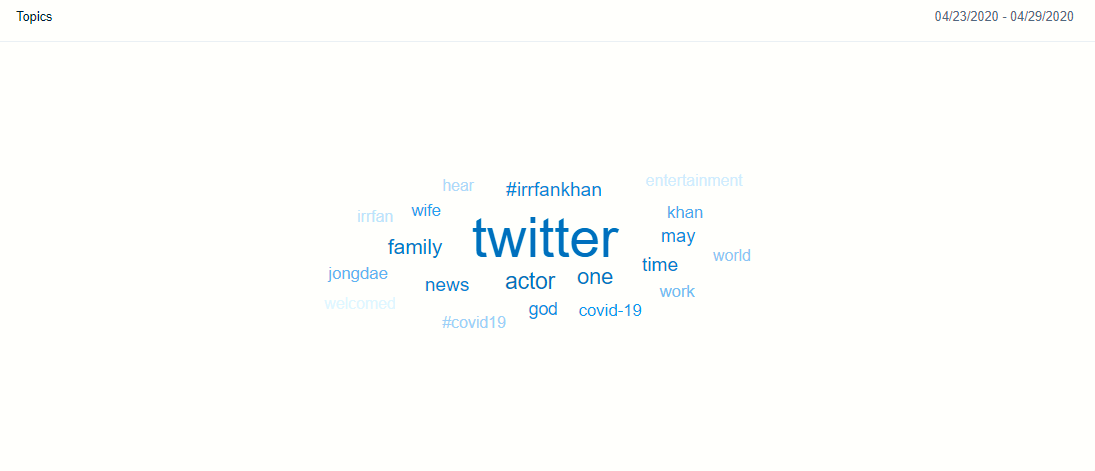 Topics 04/23/2020 - 04/29/2020
entertainment
hear #irrfankhan
irrfan wife khan
twitter may
family world
jongdae news actor one time
work
welcomed god covid-19
#covid19